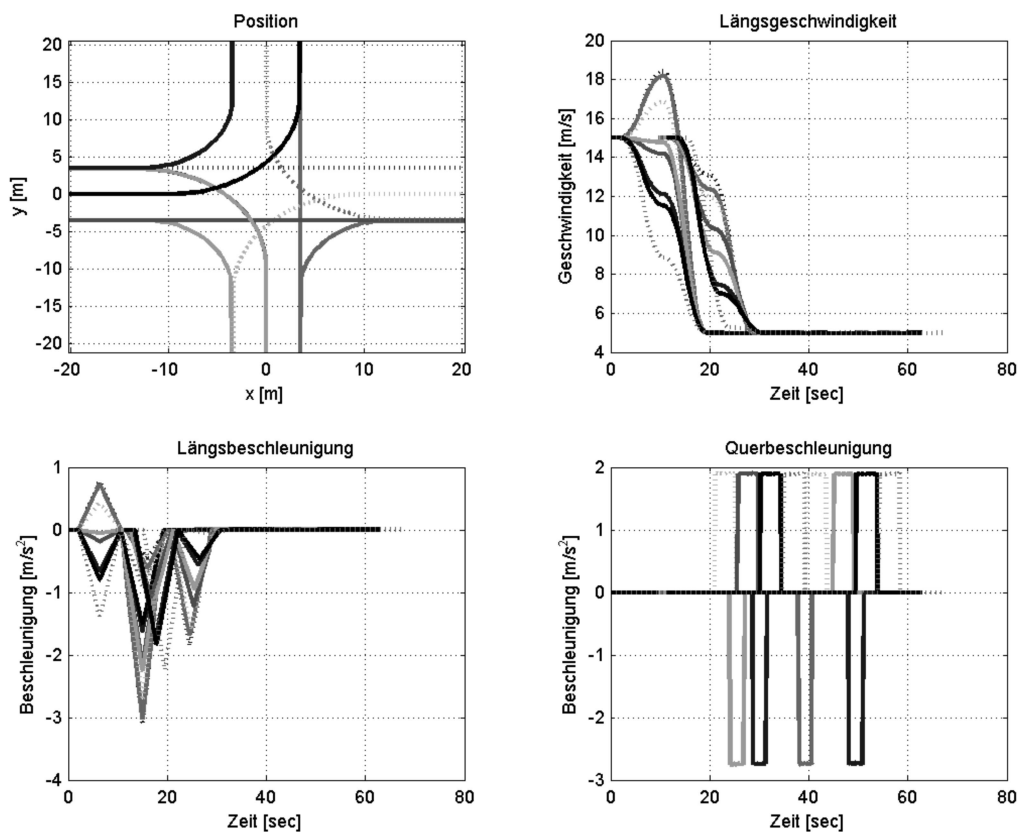 Position
20
15
10
5
0
-5
-10
-15
-20
y [m]
-20 -10 0 10 20
x [m]
Längsgeschwindigkeit
20
18
16
14
12
10
8
6
4
Geschwindigkeit [m/s]
0 20 40 60 80
Zeit [sec]
Längsbeschleunigung
1
0
-1
-2
-3
-4
Beschleunigung [m/s²]
0 20 40 60 80
Zeit [sec]
Querbeschleunigung
2
1
0
-1
-2
-3
Beschleunigung [m/s²]
0 20 40 60 80
Zeit [sec]